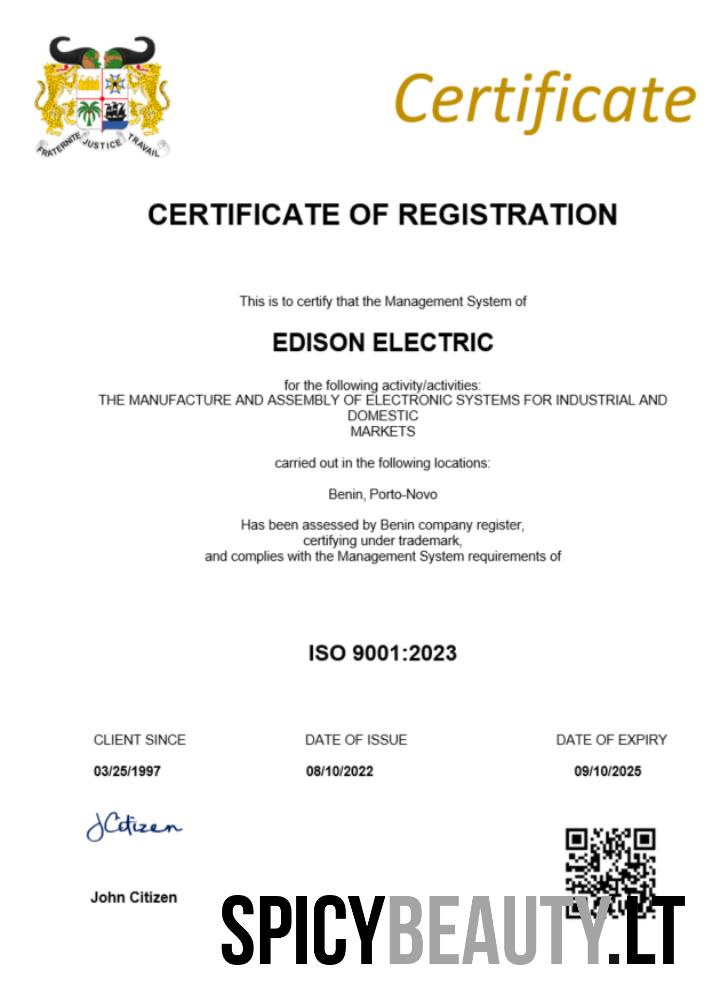 Certificate
FRATERNITE JUSTICE TRAVAIL
CERTIFICATE OF REGISTRATION
This is to certify that the Management System of
EDISON ELECTRIC
for the following activity/activities:
THE MANUFACTURE AND ASSEMBLY OF ELECTRONIC SYSTEMS FOR INDUSTRIAL AND
DOMESTIC
MARKETS
carried out in the following locations:
Benin, Porto-Novo
Has been assessed by Benin company register,
certifying under trademark,
and complies with the Management System requirements of
ISO 9001:2023
CLIENT SINCE DATE OF ISSUE DATE OF EXPIRY
03/25/1997 08/10/2022 09/10/2025
JCitizen
John Citizen
SPICYBEAUTY.LT